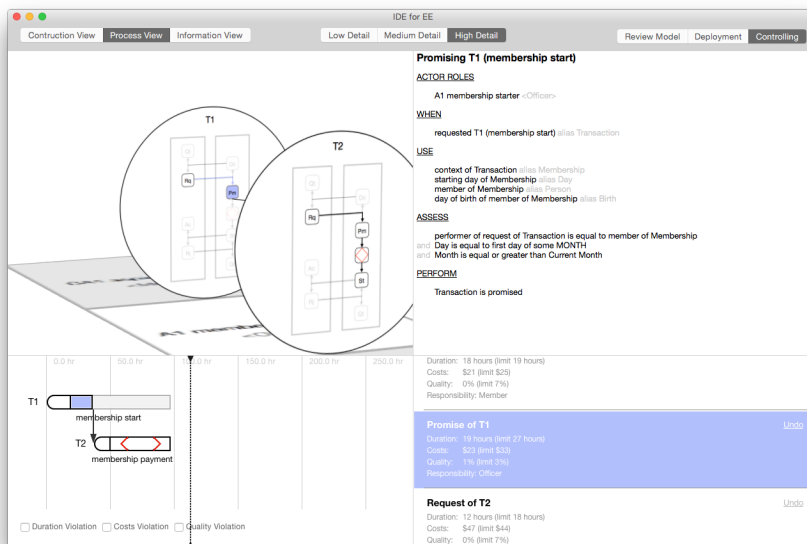 IDE for EE
Contruction View Process View Information View
Low Detail Medium Detail High Detail
Review Model Deployment Controlling
Promising T1 (membership start)
ACTOR ROLES
A1 membership starter <Officer>
WHEN
requested T1 (membership start) alias Transaction
USE
context of Transaction alias Membership
starting day of Membership alias Day
member of Membership alias Person
day of birth of member of Membership alias Birth
ASSESS
performer of request of Transaction is equal to member of Membership
and Day is equal to first day of some MONTH
and Month is equal or greater than Current Month
PERFORM
Transaction is promised
T1
Rq
Pm
T2
Rq
Pm
St
A1
0.0 hr 50.0 hr 150.0 hr 200.0 hr 250.0 hr
T1
membership start
T2
membership payment
Duration Violation Costs Violation Quality Violation
Duration: 18 hours (limit 19 hours)
Costs: $21 (limit $25)
Quality: 0% (limit 7%)
Responsibility: Member
Promise of T1 Undo
Duration: 19 hours (limit 27 hours)
Costs: $23 (limit $33)
Quality: 1% (limit 3%)
Responsibility: Officer
Request of T2 Undo
Duration: 12 hours (limit 18 hours)
Costs: $47 (limit $44)
Quality: 0% (limit 7%)